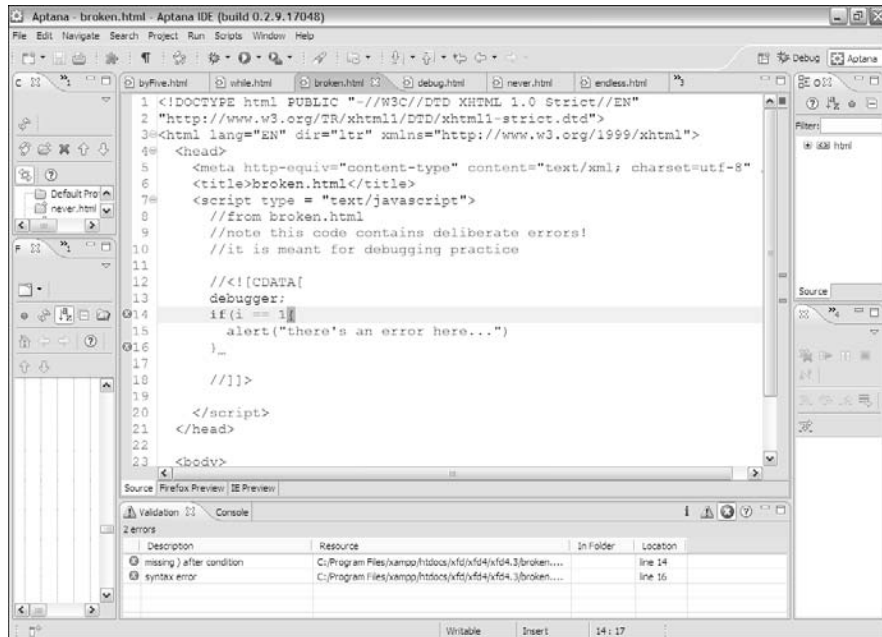 Aptana - broken.html - Aptana IDE (build 0.2.9.17048)
File Edit Navigate Search Project Run Scripts Window Help
Debug Aptana
byFive.html while.html broken.html debug.html never.html endless.html
1 <!DOCTYPE html PUBLIC "-//W3C//DTD XHTML 1.0 Strict//EN"
2 "http://www.w3.org/TR/xhtml1/DTD/xhtml1-strict.dtd">
3 <html lang="EN" dir="ltr" xmlns="http://www.w3.org/1999/xhtml">
4 <head>
5 <meta http-equiv="content-type" content="text/xml; charset=utf-8"
6 <title>broken.html</title>
7 <script type = "text/javascript">
8 //from broken.html
9 //note this code contains deliberate errors!
10 //it is meant for debugging practice
11
12 //<![CDATA[
13 debugger;
14 if(i == 1{
15 alert("there's an error here...")
16 }
17
18 //]]>
19
20 </script>
21 </head>
22
23 <body>
Default Pro
never.html
Filter:
html
Source
Source Firefox Preview IE Preview
Validation Console
2 errors
Description Resource In Folder Location
missing ) after condition C:/Program Files/xampp/htdocs/xfd/xfd4/xfd4.3/broken.... line 14
syntax error C:/Program Files/xampp/htdocs/xfd/xfd4/xfd4.3/broken.... line 16
Writable Insert 14 : 17